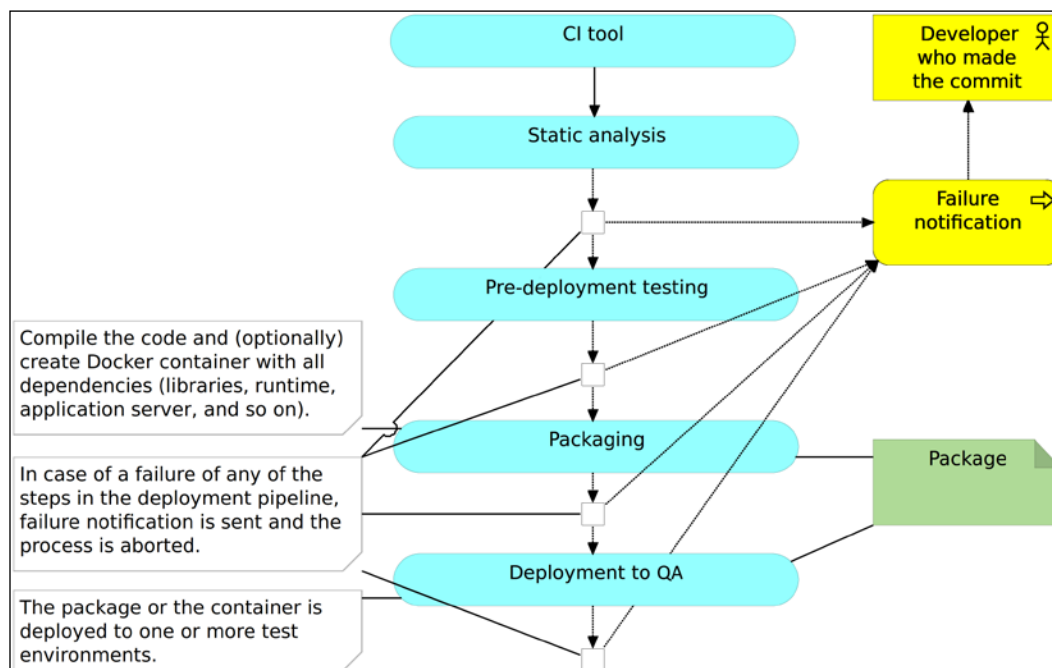 CI tool
Developer
who made
the commit
Static analysis
Failure
notification
Pre-deployment testing
Compile the code and (optionally)
create Docker container with all
dependencies (libraries, runtime,
application server, and so on).
Packaging
Package
In case of a failure of any of the
steps in the deployment pipeline,
failure notification is sent and the
process is aborted.
Deployment to QA
The package or the container is
deployed to one or more test
environments.